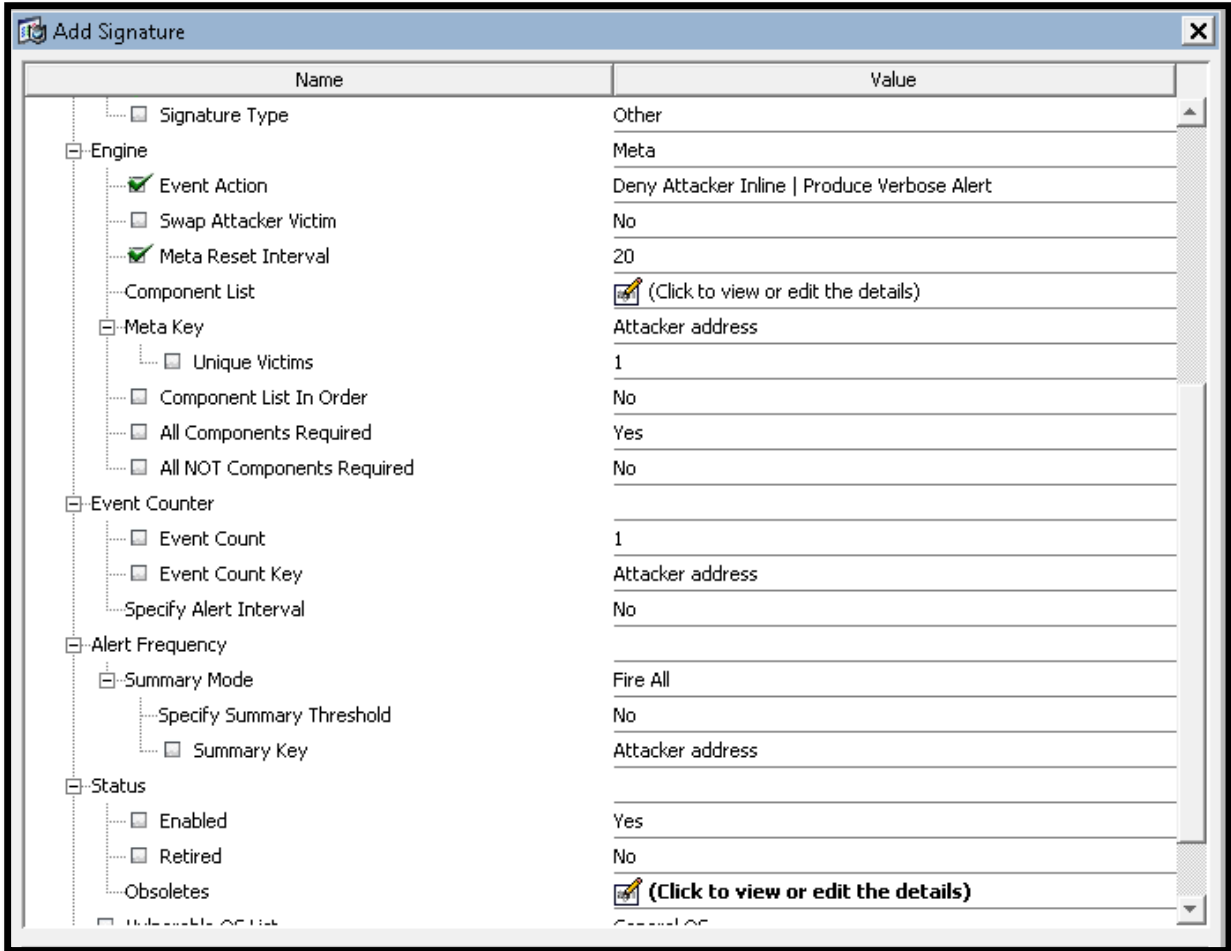 Add Signature
Name Value
Signature Type Other
Engine Meta
Event Action Deny Attacker Inline | Produce Verbose Alert
Swap Attacker Victim No
Meta Reset Interval 20
Component List (Click to view or edit the details)
Meta Key Attacker address
Unique Victims 1
Component List In Order No
All Components Required Yes
All NOT Components Required No
Event Counter
Event Count 1
Event Count Key Attacker address
Specify Alert Interval No
Alert Frequency
Summary Mode Fire All
Specify Summary Threshold No
Summary Key Attacker address
Status
Enabled Yes
Retired No
Obsoletes (Click to view or edit the details)
Vulnerable OS List General OS